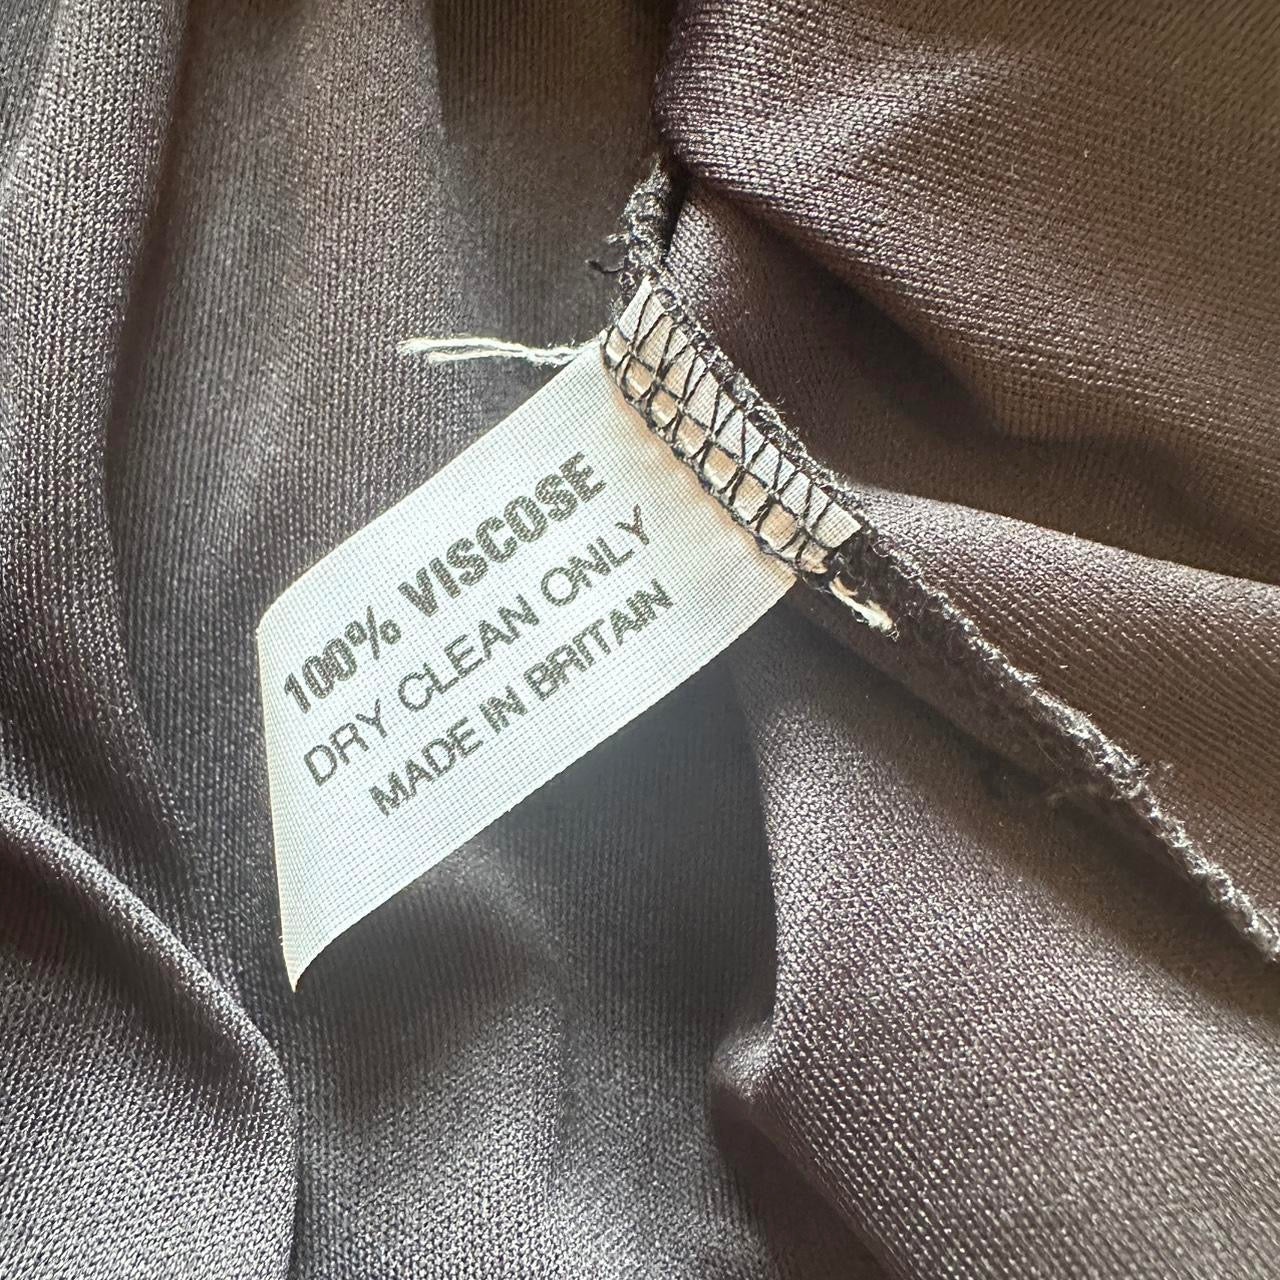 100% VISCOSE
DRY CLEAN ONLY
MADE IN BRITAIN